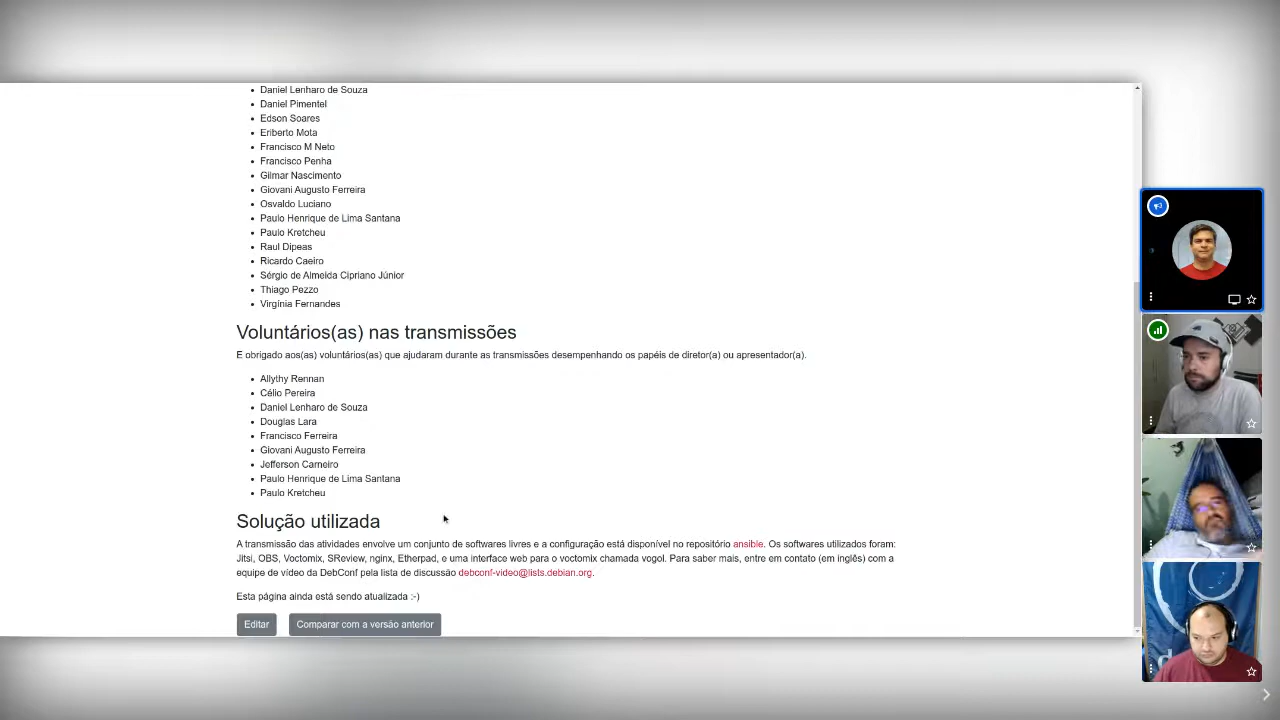 Daniel Lenharo de Souza
Daniel Pimentel
Edson Soares
Eriberto Mota
Francisco M Neto
Francisco Penha
Gilmar Nascimento
Giovani Augusto Ferreira
Osvaldo Luciano
Paulo Henrique de Lima Santana
Paulo Kretcheu
Raul Dipeas
Ricardo Caeiro
Sérgio de Almeida Cipriano Júnior
Thiago Pezzo
Virgínia Fernandes
Voluntários(as) nas transmissões
E obrigado aos(as) voluntários(as) que ajudaram durante as transmissões desempenhando os papéis de diretor(a) ou apresentador(a).
Allythy Rennan
Célio Pereira
Daniel Lenharo de Souza
Douglas Lara
Francisco Ferreira
Giovani Augusto Ferreira
Jefferson Carneiro
Paulo Henrique de Lima Santana
Paulo Kretcheu
Solução utilizada
A transmissão das atividades envolve um conjunto de softwares livres e a configuração está disponível no repositório ansible. Os softwares utilizados foram:
Jitsi, OBS, Voctomix, SReview, nginx, Etherpad, e uma interface web para o voctomix chamada vogol. Para saber mais, entre em contato (em inglês) com a
equipe de vídeo da DebConf pela lista de discussão debconf-video@lists.debian.org.
Esta página ainda está sendo atualizada :-)
Editar
Comparar com a versão anterior